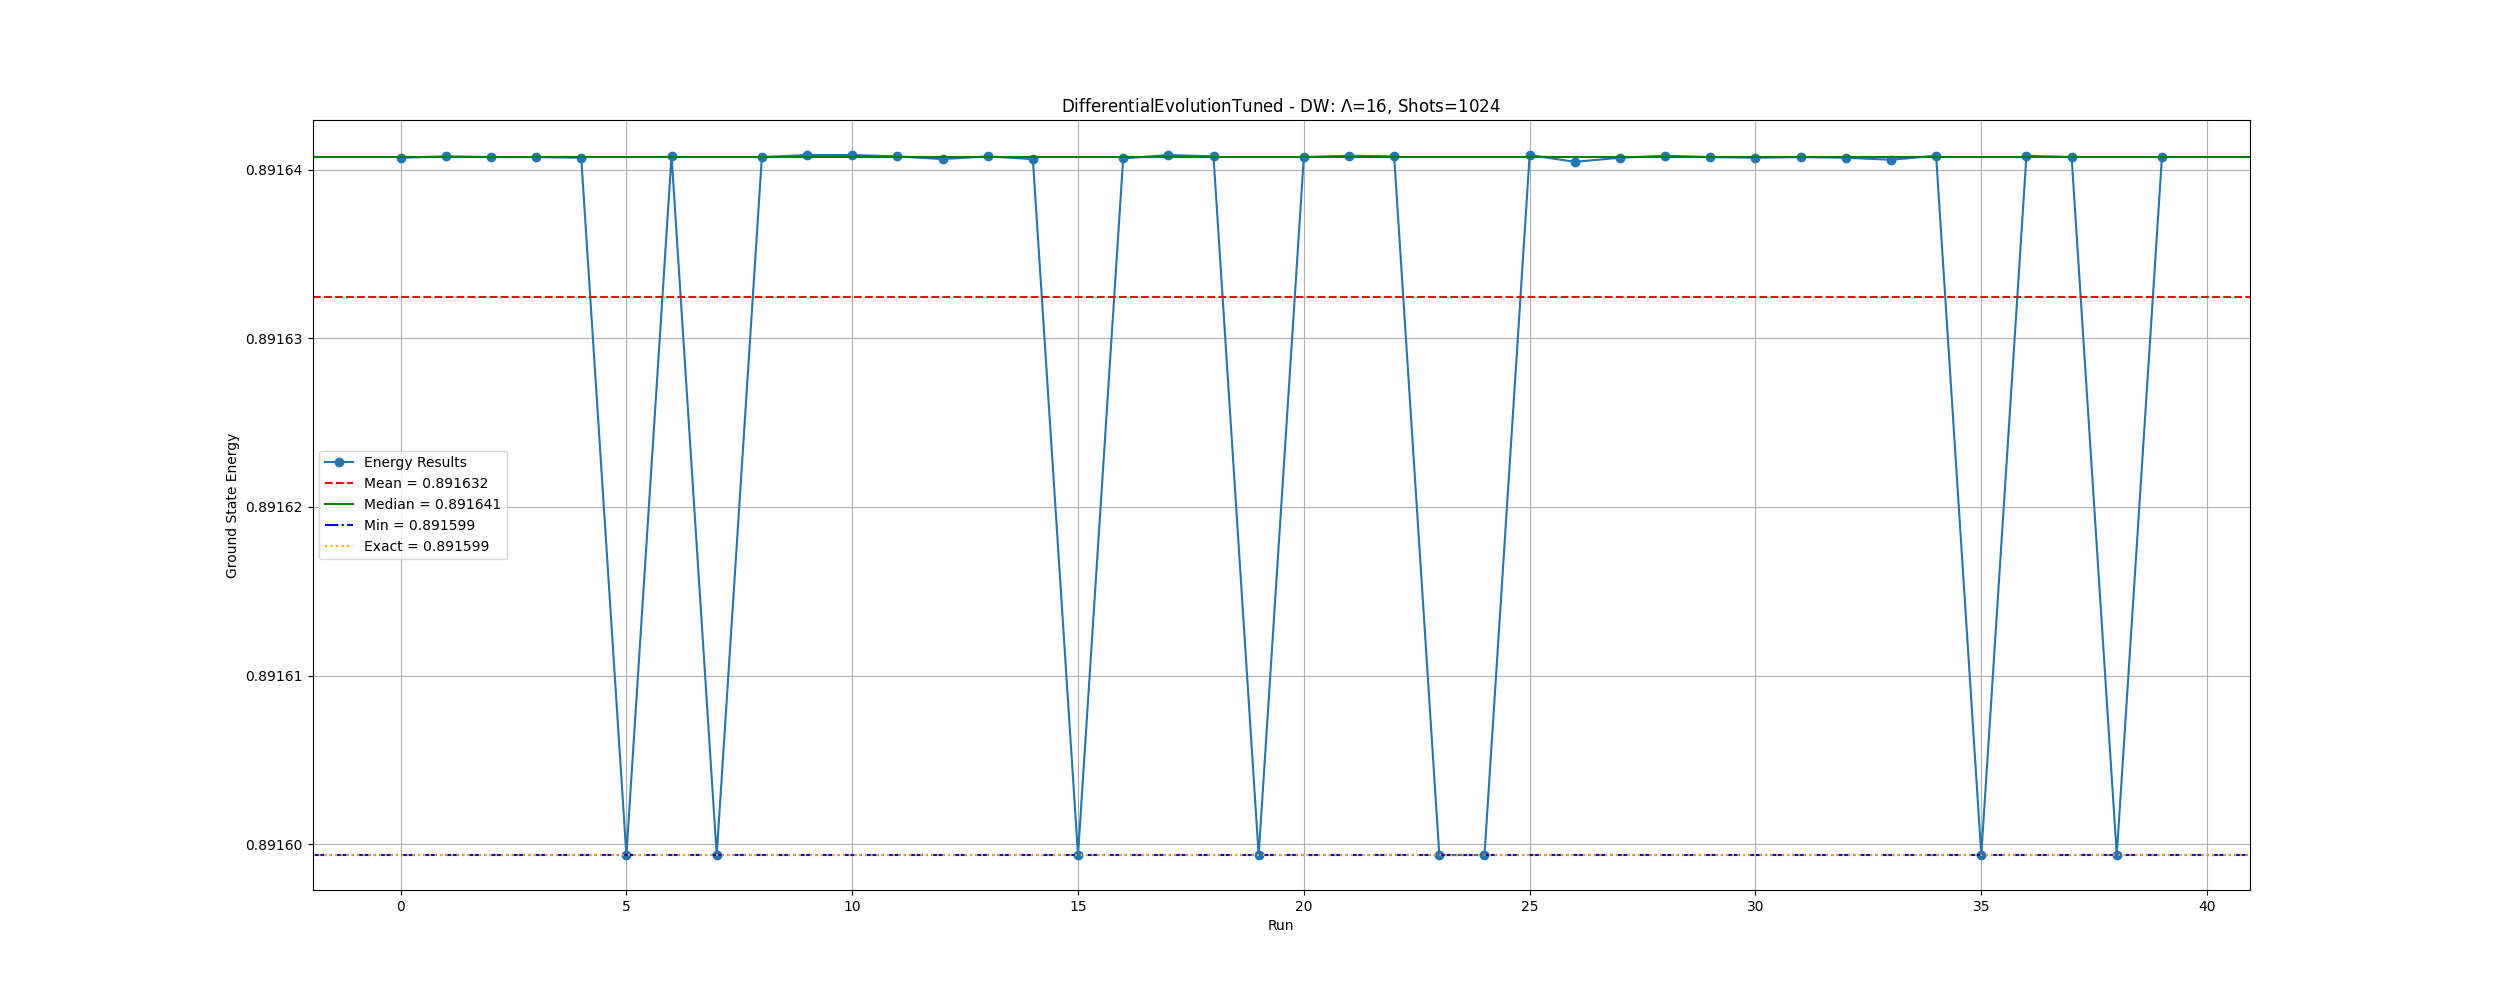 DifferentialEvolutionTuned - DW: Λ=16, Shots=1024
Ground State Energy
0.89164
0.89163
0.89162
0.89161
0.89160
Energy Results
Mean = 0.891632
Median = 0.891641
Min = 0.891599
Exact = 0.891599
0 5 10 15 20 25 30 35 40
Run